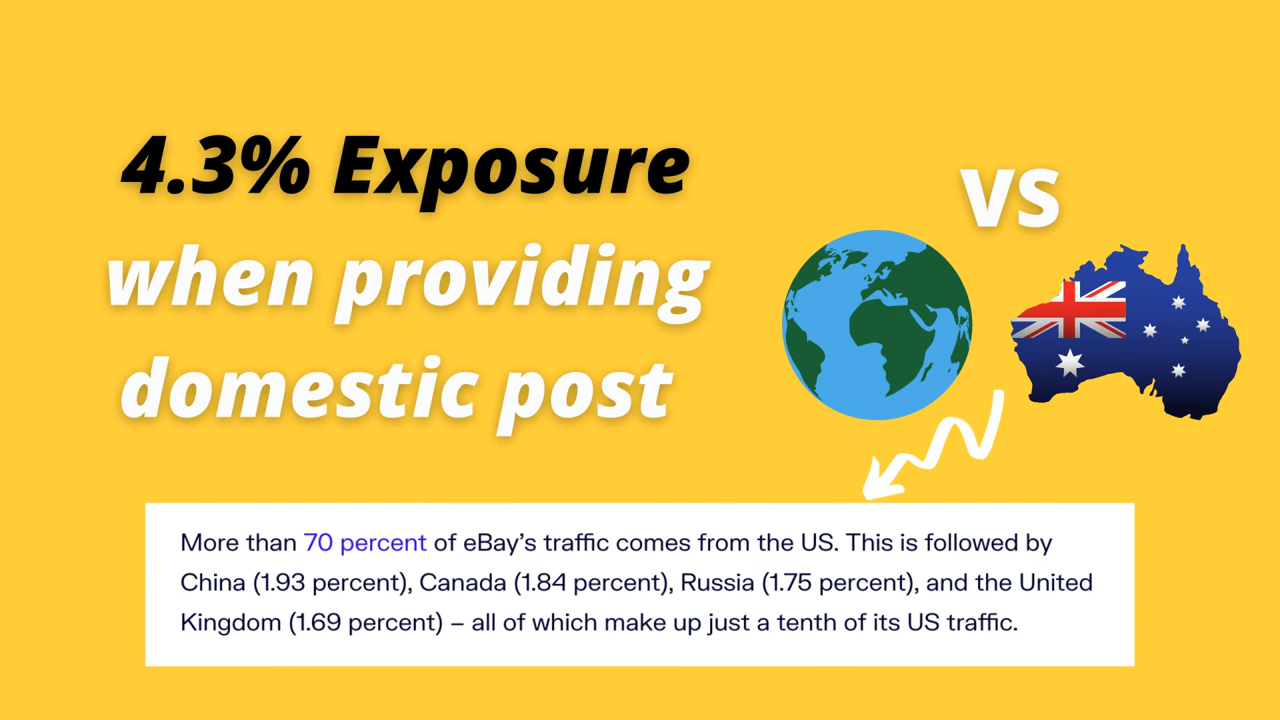 4.3% Exposure
when providing
domestic post
VS
More than 70 percent of eBay's traffic comes from the US. This is followed by
China (1.93 percent), Canada (1.84 percent), Russia (1.75 percent), and the United
Kingdom (1.69 percent) – all of which make up just a tenth of its US traffic.